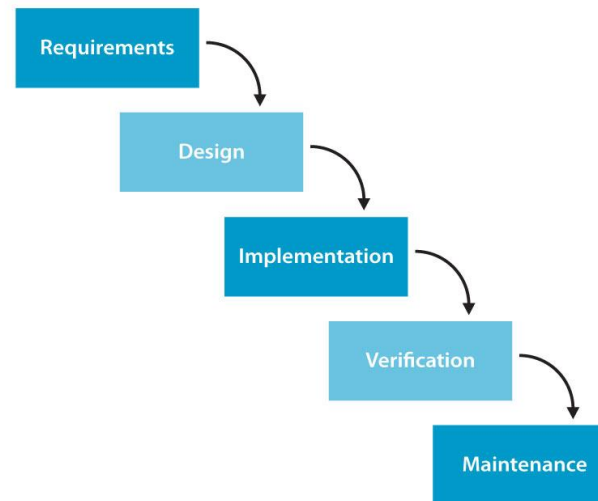 Requirements
Design
Implementation
Verification
Maintenance